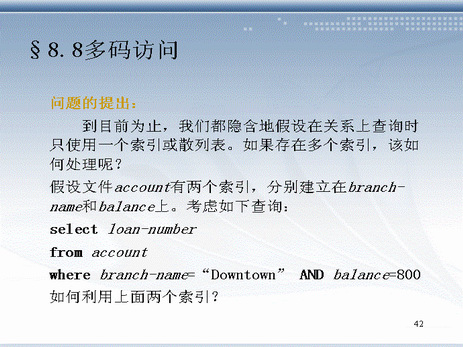 §8.8多码访问
问题的提出：
到目前为止，我们都隐含地假设在关系上查询时
只使用一个索引或散列表。如果存在多个索引，该如
何处理呢？
假设文件account有两个索引，分别建立在branch-
name和balance上。考虑如下查询：
select loan-number
from account
where branch-name=“Downtown” AND balance=800
如何利用上面两个索引？
42